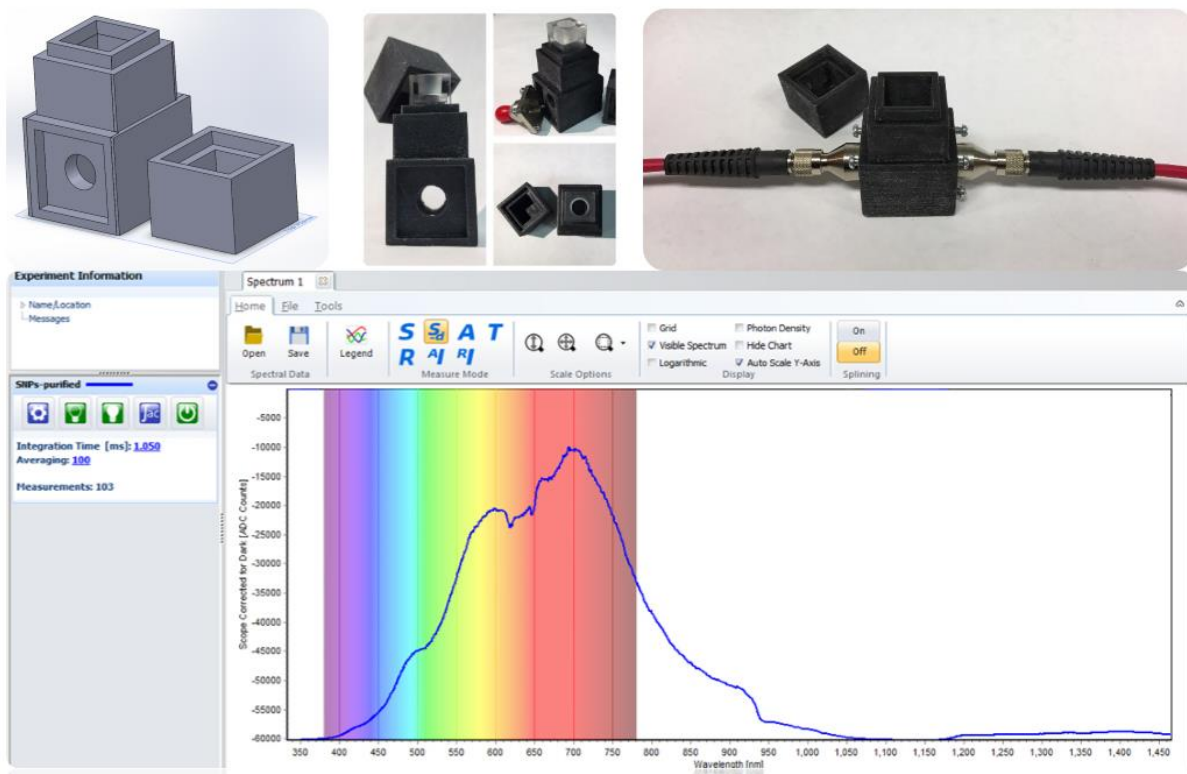 Experiment Information
Name/Location
Messages
SNPs-purified
Integration Time [ms]: 1.050
Averaging: 100
Measurements: 103
Spectrum 1
Home File Tools
Open Save
Spectral Data
Legend
S Sd A T
R AI RI
Measure Mode
Scale Options
Grid
Visible Spectrum
Logarithmic
Photon Density
Hide Chart
Auto Scale Y-Axis
Display
On
Off
Splining
Scope Corrected for Dark [ADC Counts]
-5000
-10000
-15000
-20000
-25000
-30000
-35000
-40000
-45000
-50000
-55000
-60000
350 400 450 500 550 600 650 700 750 800 850 900 950 1,000 1,050 1,100 1,150 1,200 1,250 1,300 1,350 1,400 1,450
Wavelength [nm]